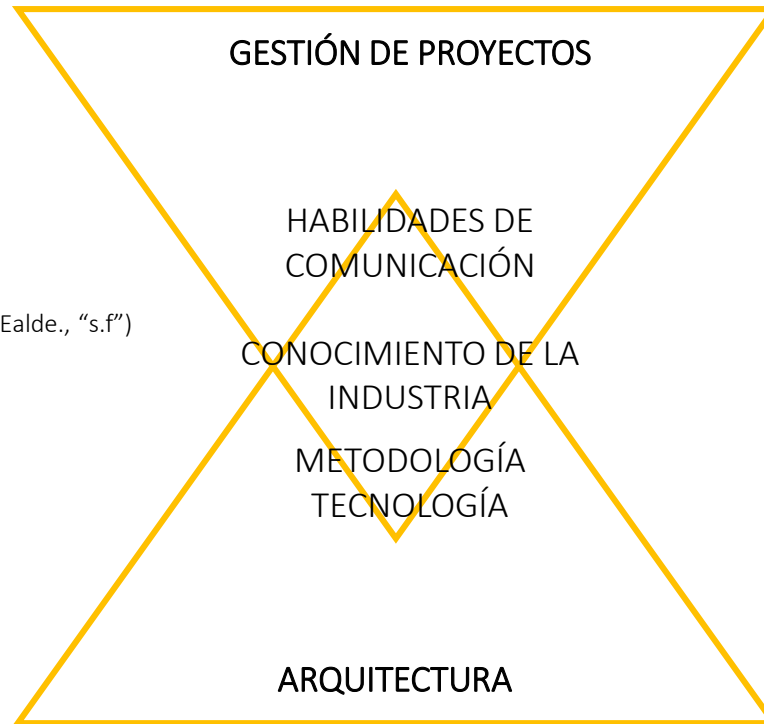 GESTIÓN DE PROYECTOS
HABILIDADES DE
COMUNICACIÓN
Ealde., “s.f”)
CONOCIMIENTO DE LA
INDUSTRIA
METODOLOGÍA
TECNOLOGÍA
ARQUITECTURA